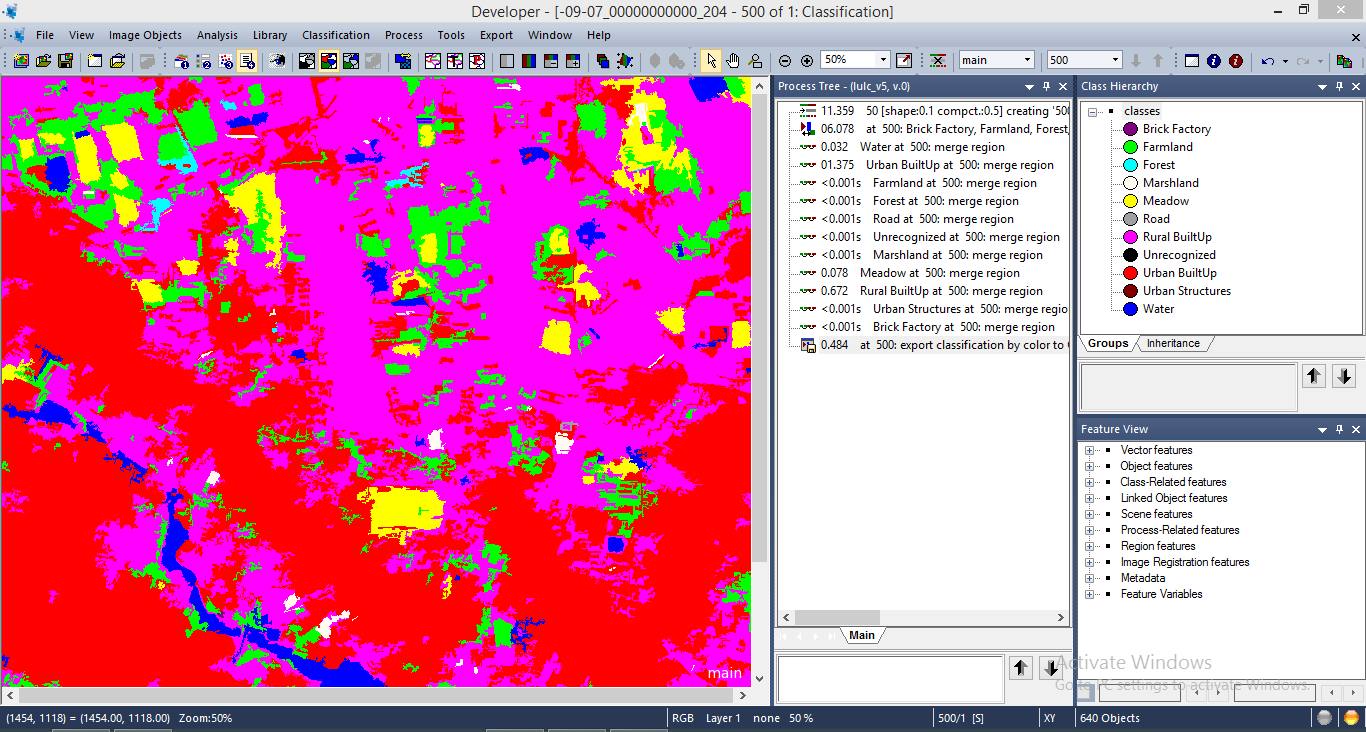 Developer - [-09-07_00000000000_204 - 500 of 1: Classification]
File View Image Objects Analysis Library Classification Process Tools Export Window Help
50% main 500
Process Tree - (lulc_v5, v.0)
11.359 50 [shape:0.1 compct.:0.5] creating '500
06.078 at 500: Brick Factory, Farmland, Forest,
0.032 Water at 500: merge region
01.375 Urban BuiltUp at 500: merge region
<0.001s Farmland at 500: merge region
<0.001s Forest at 500: merge region
<0.001s Road at 500: merge region
<0.001s Unrecognized at 500: merge region
<0.001s Marshland at 500: merge region
0.078 Meadow at 500: merge region
0.672 Rural BuiltUp at 500: merge region
<0.001s Urban Structures at 500: merge regio
<0.001s Brick Factory at 500: merge region
0.484 at 500: export classification by color to
Main
Class Hierarchy
classes
Brick Factory
Farmland
Forest
Marshland
Meadow
Road
Rural BuiltUp
Unrecognized
Urban BuiltUp
Urban Structures
Water
Groups Inheritance
Feature View
Vector features
Object features
Class-Related features
Linked Object features
Scene features
Process-Related features
Region features
Image Registration features
Metadata
Feature Variables
main
Activate Windows
Go to PC settings to activate Windows.
(1454, 1118) = (1454.00, 1118.00) Zoom:50% RGB Layer 1 none 50 % 500/1 [S] XY 640 Objects